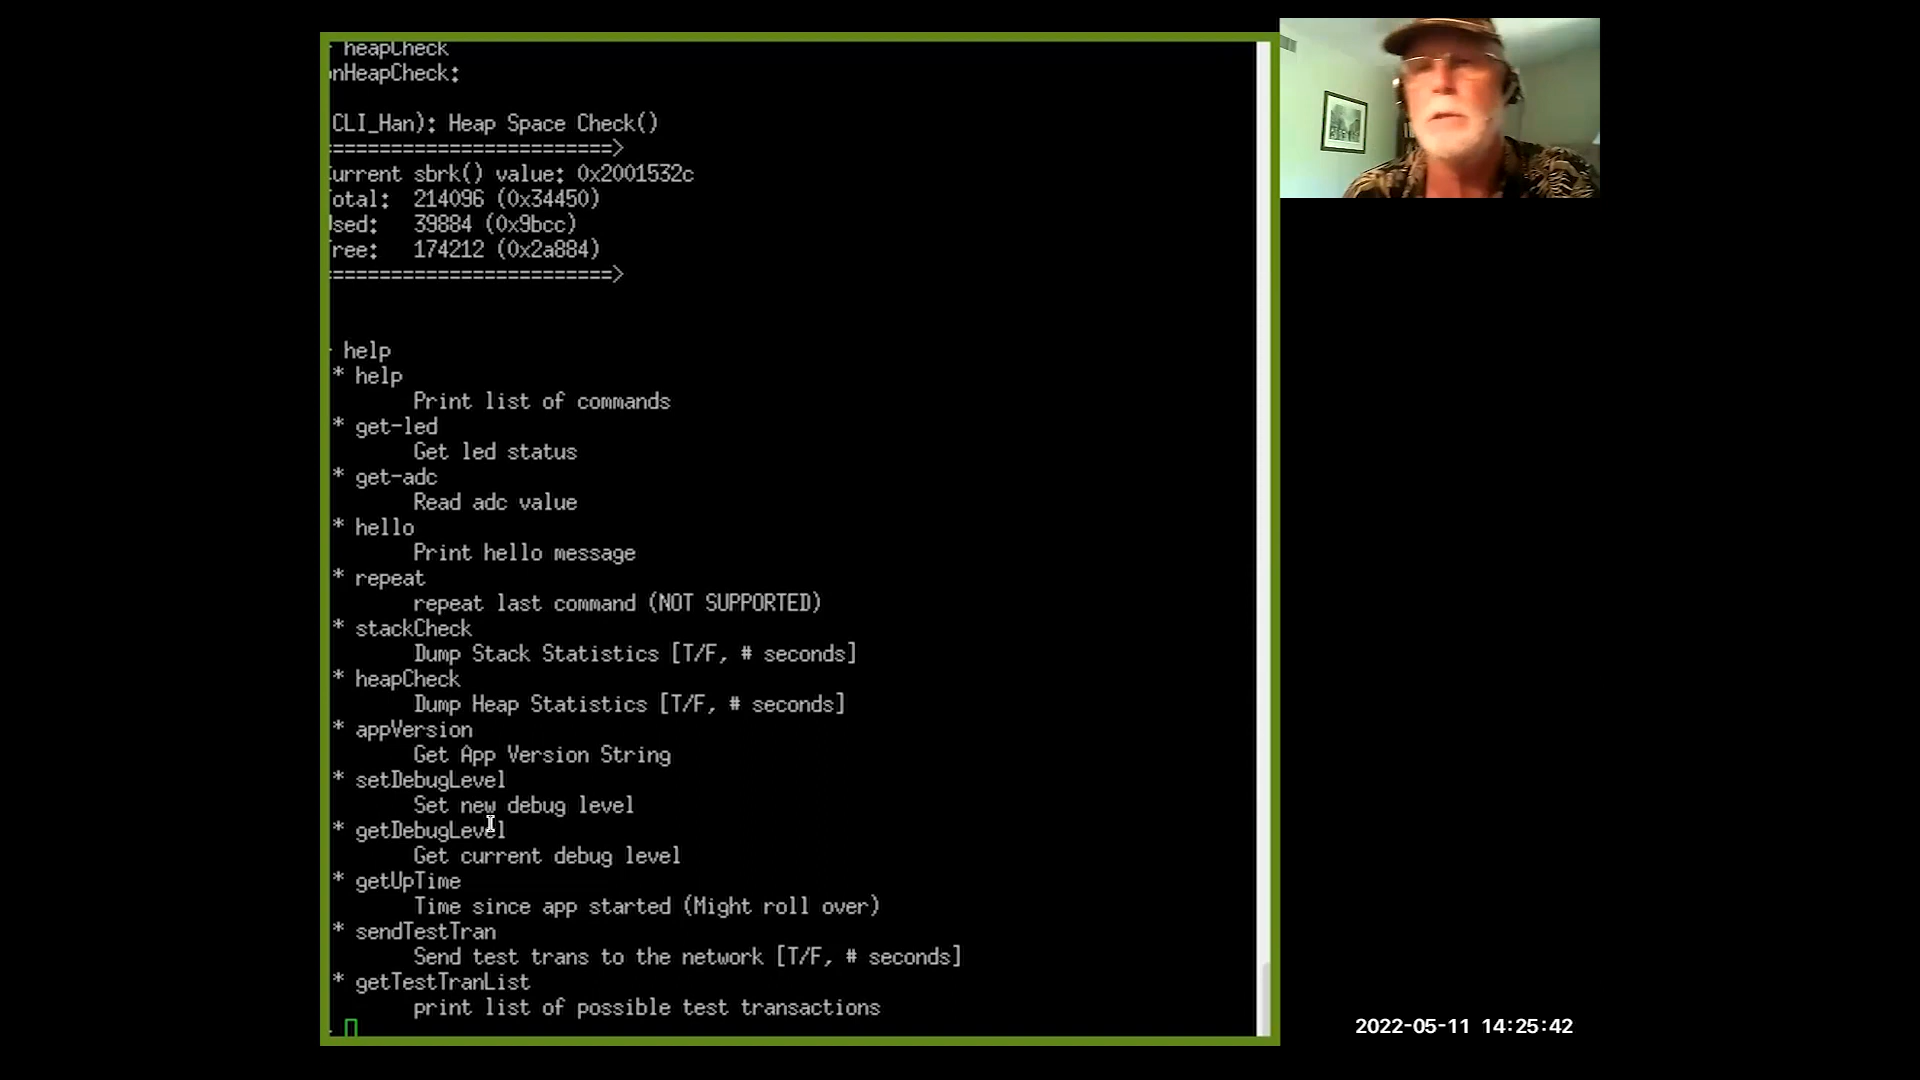 heapCheck
onHeapCheck:
CLI_Han): Heap Space Check()
========================>
urrent sbrk() value: 0x2001532c
otal: 214096 (0x34450)
sed: 39884 (0x9bcc)
ree: 174212 (0x2a884)
========================>
help
* help
Print list of commands
* get-led
Get led status
* get-adc
Read adc value
* hello
Print hello message
* repeat
repeat last command (NOT SUPPORTED)
* stackCheck
Dump Stack Statistics [T/F, # seconds]
* heapCheck
Dump Heap Statistics [T/F, # seconds]
* appVersion
Get App Version String
* setDebugLevel
Set new debug level
* getDebugLevel
Get current debug level
* getUpTime
Time since app started (Might roll over)
* sendTestTran
Send test trans to the network [T/F, # seconds]
* getTestTranList
print list of possible test transactions
2022-05-11 14:25:42